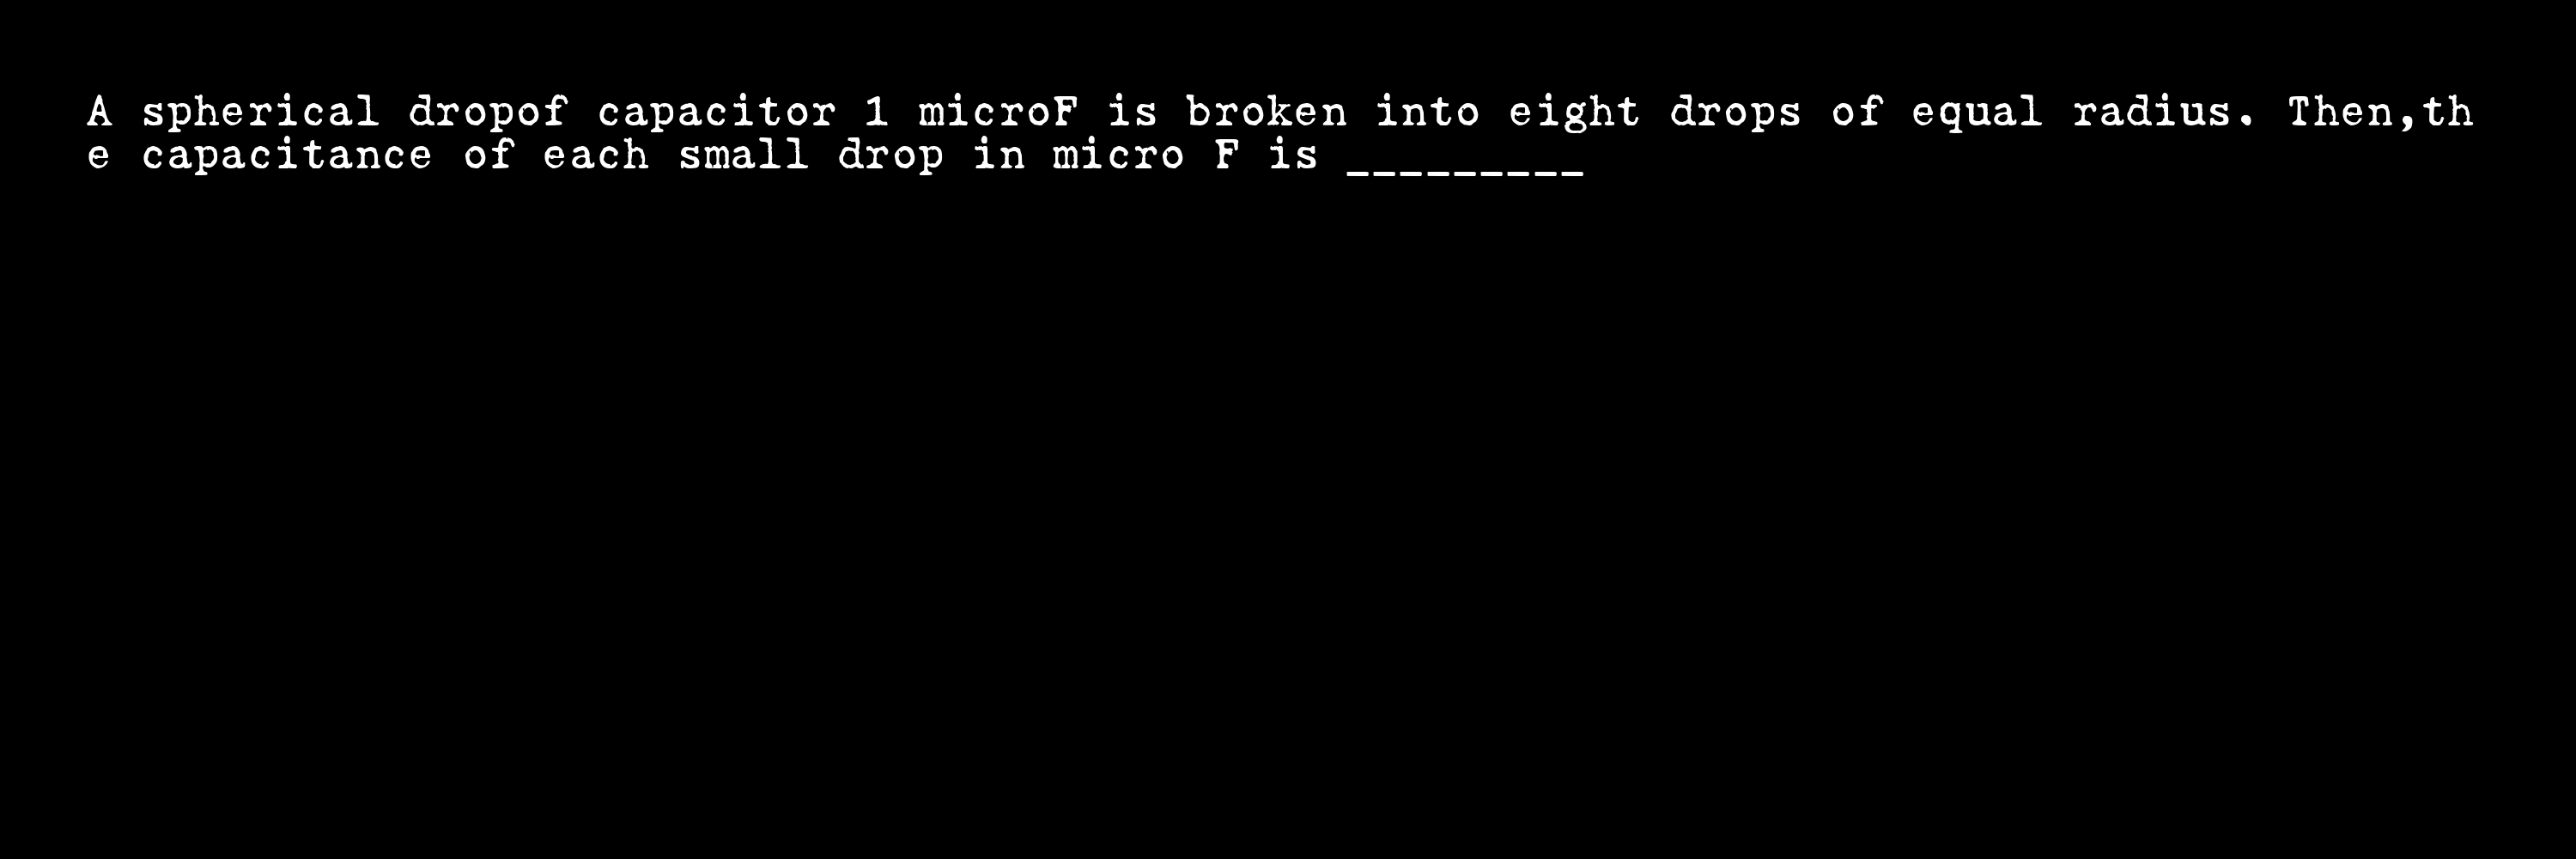 A spherical dropof capacitor 1 microF is broken into eight drops of equal radius. Then,th
e capacitance of each small drop in micro F is _________